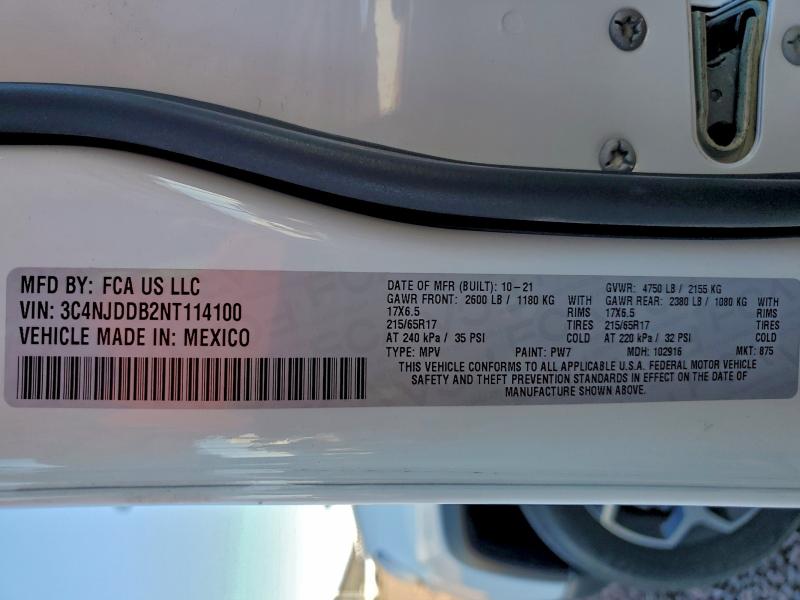 MFD BY: FCA US LLC
VIN: 3C4NJDDB2NT114100
VEHICLE MADE IN: MEXICO
DATE OF MFR (BUILT): 10-21 GVWR: 4750 LB / 2155 KG
GAWR FRONT: 2600 LB / 1180 KG WITH GAWR REAR: 2380 LB / 1080 KG WITH
17X6.5 RIMS 17X6.5 RIMS
215/65R17 TIRES 215/65R17 TIRES
AT 240 kPa / 35 PSI COLD AT 220 kPa / 32 PSI COLD
TYPE: MPV PAINT: PW7 MDH: 102916 MKT: 875
THIS VEHICLE CONFORMS TO ALL APPLICABLE U.S.A. FEDERAL MOTOR VEHICLE
SAFETY AND THEFT PREVENTION STANDARDS IN EFFECT ON THE DATE OF
MANUFACTURE SHOWN ABOVE.